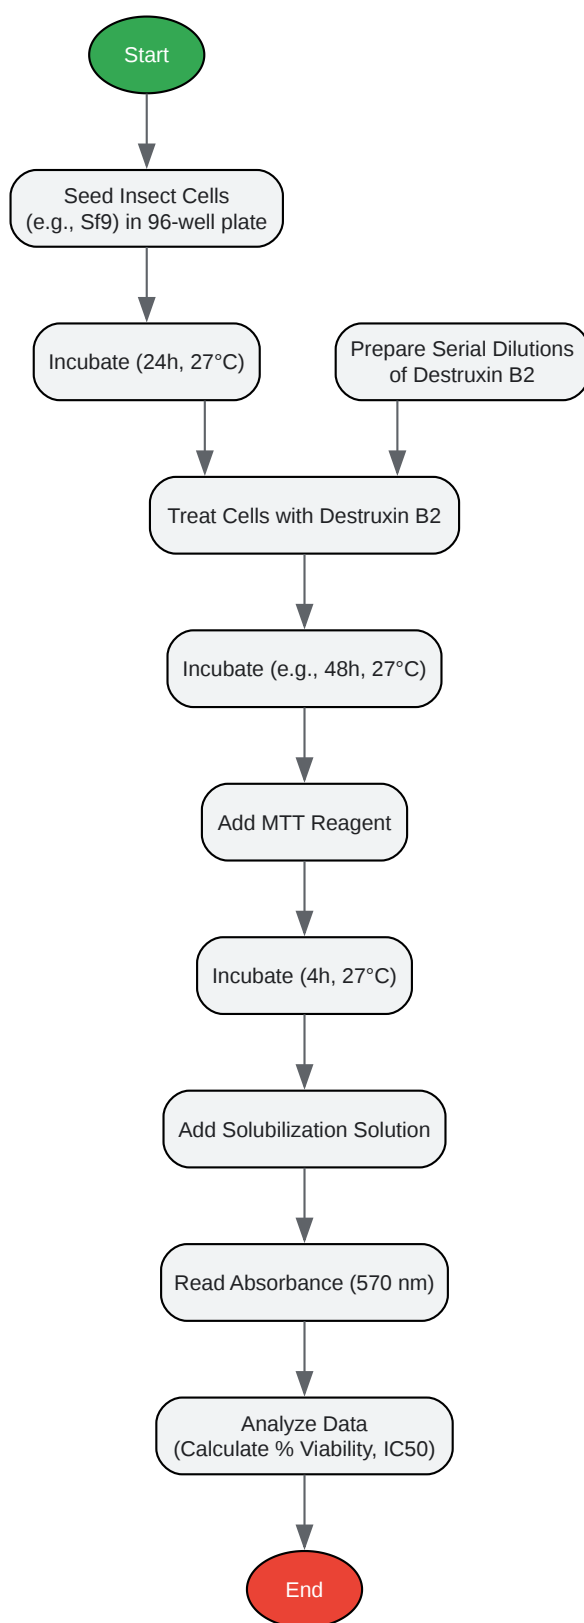 Start
Seed Insect Cells
(e.g., Sf9) in 96-well plate
Incubate (24h, 27°C)
Prepare Serial Dilutions
of Destruxin B2
Treat Cells with Destruxin B2
Incubate (e.g., 48h, 27°C)
Add MTT Reagent
Incubate (4h, 27°C)
Add Solubilization Solution
Read Absorbance (570 nm)
Analyze Data
(Calculate % Viability, IC50)
End